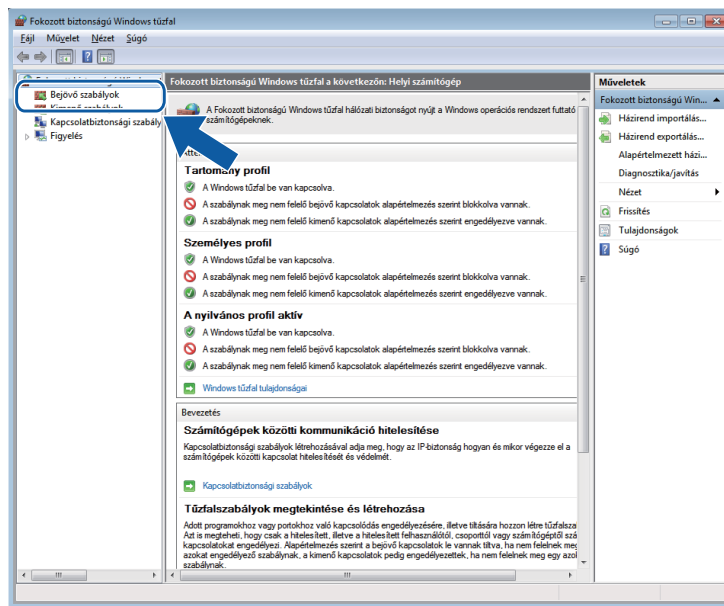 Fokozott biztonságú Windows tűzfal
Fájl Művelet Nézet Súgó
Bejövő szabályok
Kimenő szabályok
Kapcsolatbiztonsági szabály
Figyelés
Fokozott biztonságú Windows tűzfal a következőn: Helyi számítógép
A Fokozott biztonságú Windows tűzfal hálózati biztonságot nyújt a Windows operációs rendszert futtató
számítógépeknek.
Tartomány profil
A Windows tűzfal be van kapcsolva.
A szabálynak meg nem felelő bejövő kapcsolatok alapértelmezés szerint blokkolva vannak.
A szabálynak meg nem felelő kimenő kapcsolatok alapértelmezés szerint engedélyezve vannak.
Személyes profil
A Windows tűzfal be van kapcsolva.
A szabálynak meg nem felelő bejövő kapcsolatok alapértelmezés szerint blokkolva vannak.
A szabálynak meg nem felelő kimenő kapcsolatok alapértelmezés szerint engedélyezve vannak.
A nyilvános profil aktív
A Windows tűzfal be van kapcsolva.
A szabálynak meg nem felelő bejövő kapcsolatok alapértelmezés szerint blokkolva vannak.
A szabálynak meg nem felelő kimenő kapcsolatok alapértelmezés szerint engedélyezve vannak.
Windows tűzfal tulajdonságai
Bevezetés
Számítógépek közötti kommunikáció hitelesítése
Kapcsolatbiztonsági szabályok létrehozásával adja meg, hogy az IP-biztonság hogyan és mikor végezze el a
számítógépek közötti kapcsolat hitelesítését és védelmét.
Kapcsolatbiztonsági szabályok
Tűzfalszabályok megtekintése és létrehozása
Adott programokhoz vagy portokhoz való kapcsolódás engedélyezésére, illetve tiltására hozzon létre tűzfalsza
Azt is megteheti, hogy csak a hitelesített, illetve a hitelesített felhasználótól, csoporttól vagy számítógéptől szá
kapcsolatokat engedélyezi. Alapértelmezés szerint a bejövő kapcsolatok le vannak tiltva, ha nem felelnek meg
azokat engedélyező szabálynak, a kimenő kapcsolatok pedig engedélyezettek, ha nem felelnek meg egy azol
szabálynak.
Műveletek
Fokozott biztonságú Win...
Házirend importálás...
Házirend exportálás...
Alapértelmezett házi...
Diagnosztika/javítás
Nézet
Frissítés
Tulajdonságok
Súgó